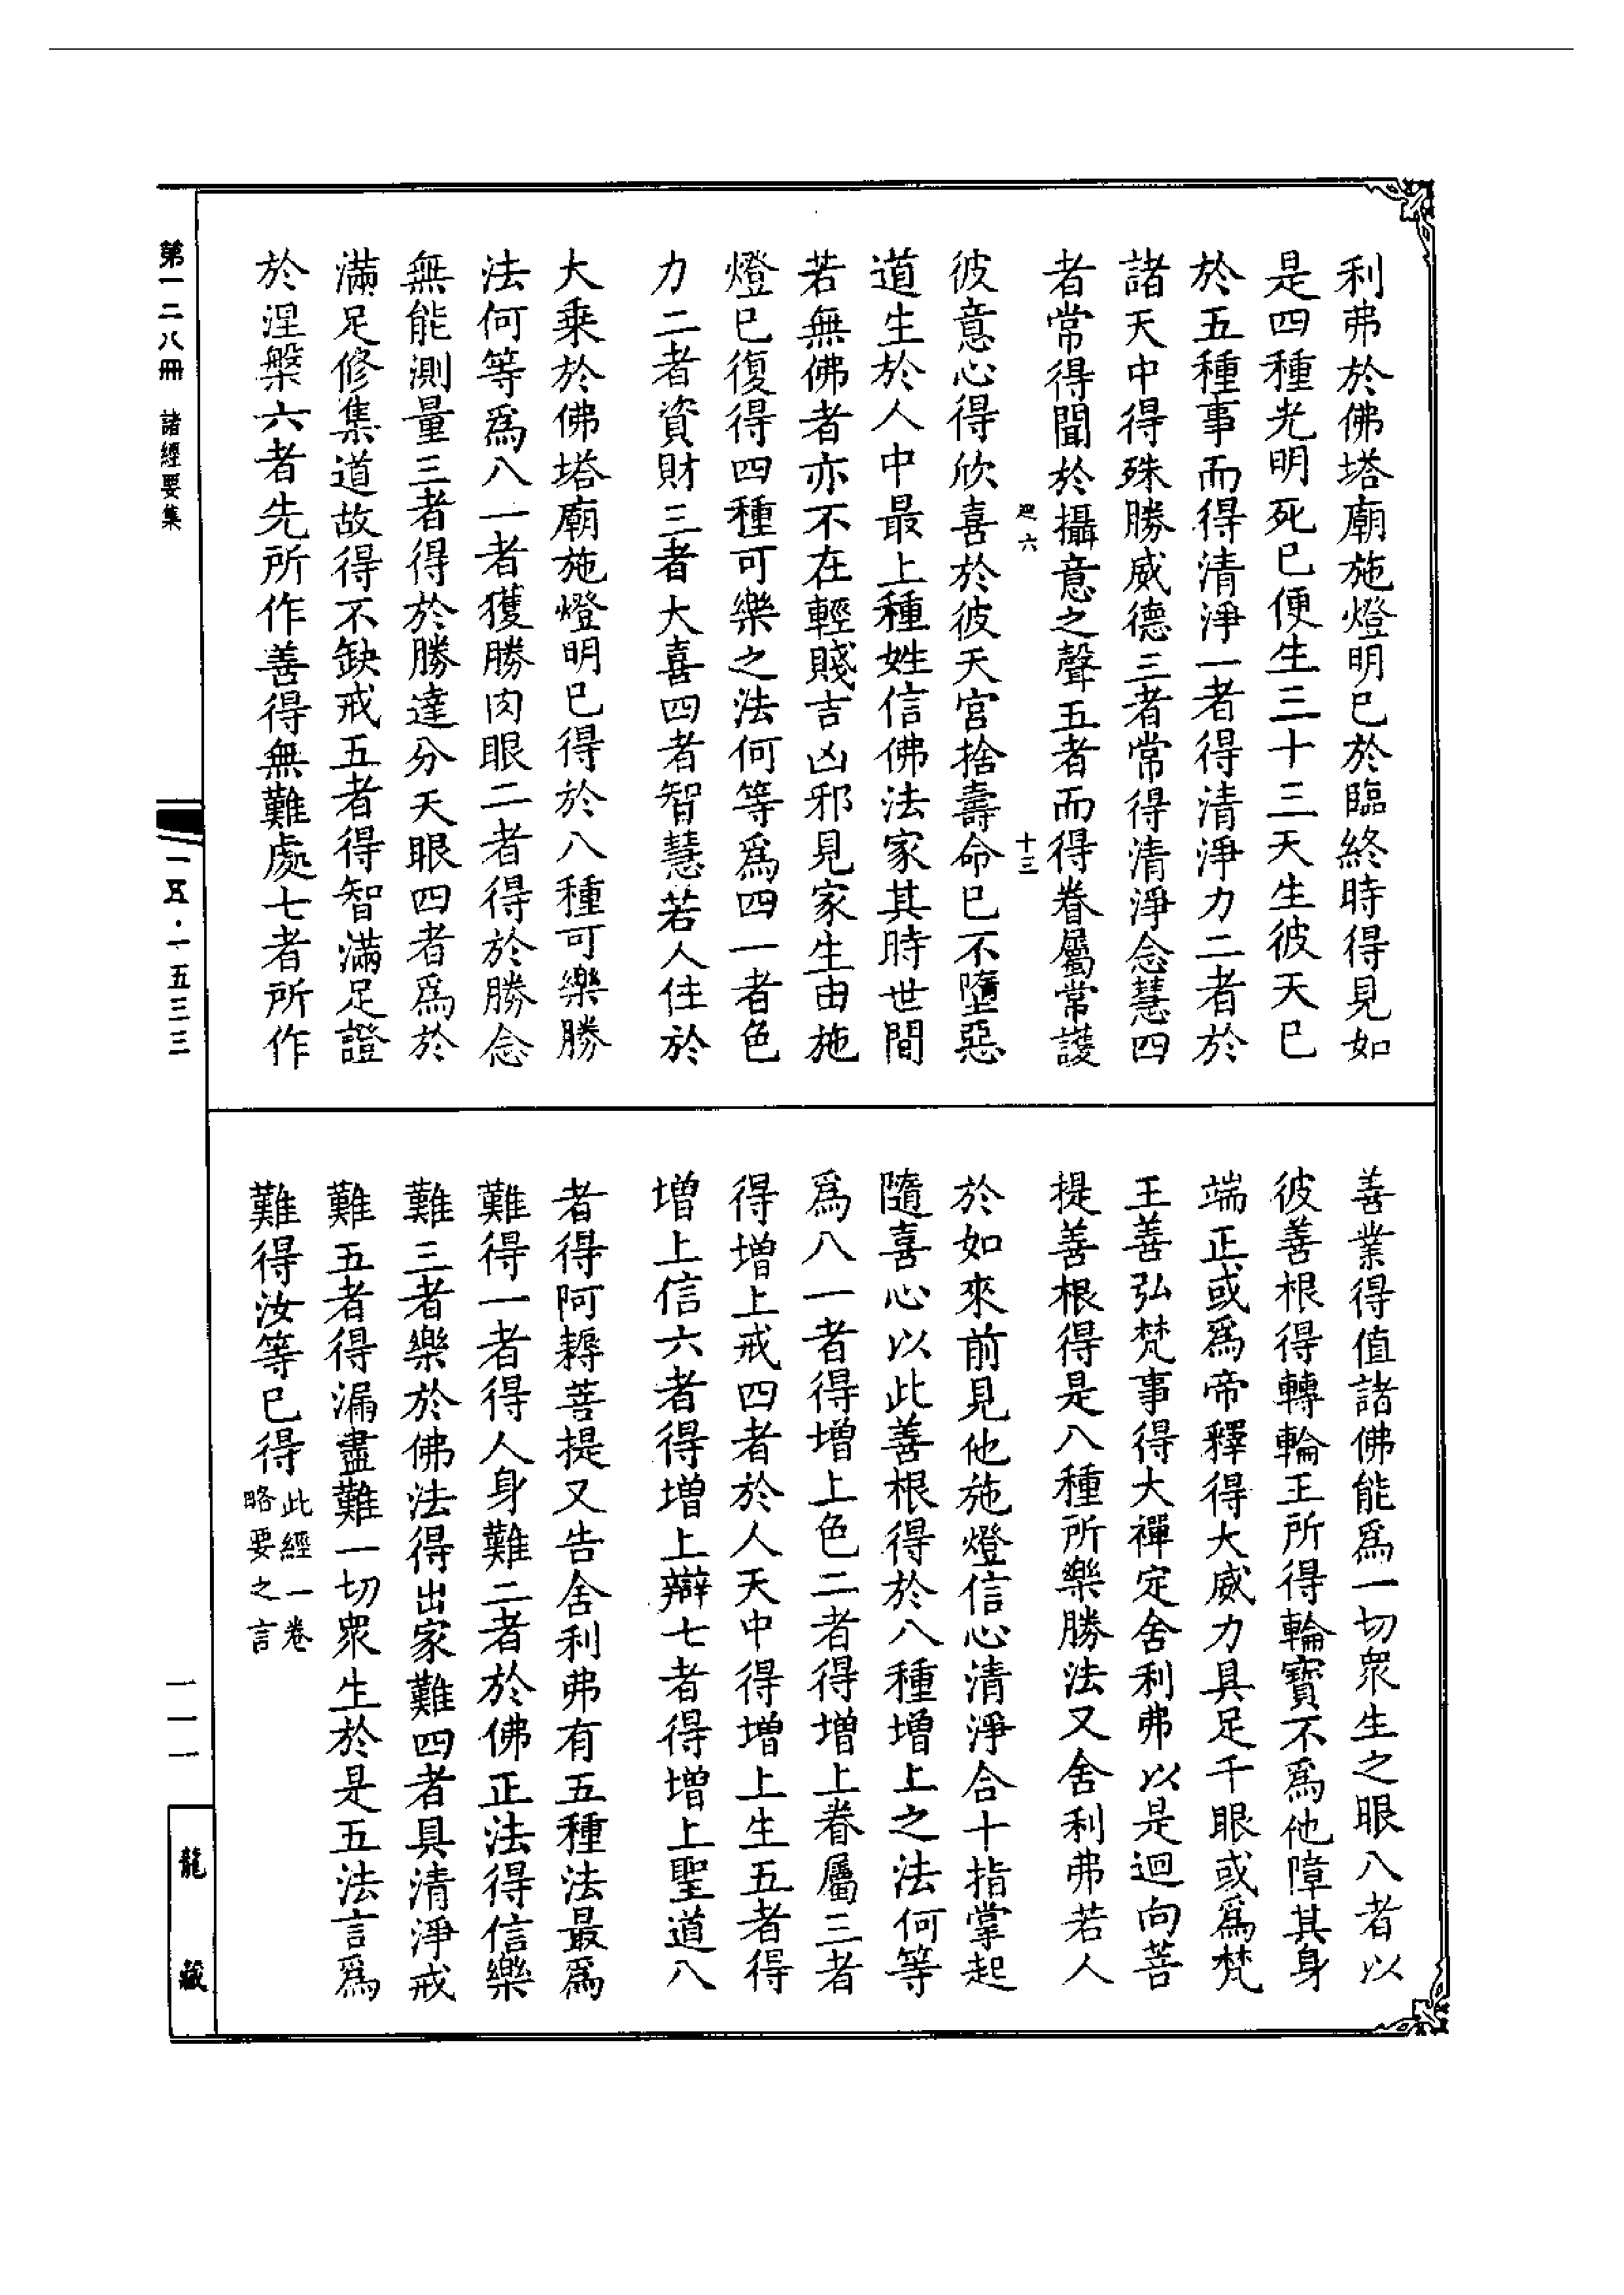 利弗於佛塔廟施燈明已於臨終時得見如
是四種光明死已便生三十三天生彼天已
於五種事而得清淨一者得清淨力二者於
諸天中得殊勝威德三者常得清淨念慧四
者常得聞於攝意之聲五者而得眷屬常護
十三
彼意心得欣喜於彼天宮捨壽命已不墮惡
道生於人中最上種姓信佛法家其時世間
若無佛者亦不在輕賤吉凶邪見家生由施
燈已復得四種可樂之法何等為四一者色
力二者資財三者大喜四者智慧若人住於
大乘於佛塔廟施燈明已得於八種可樂勝
法何等為八一者獲勝肉眼二者得於勝念
無能測量三者得於勝達分天眼四者為於
滿足修集道故得不缺戒五者得智滿足證
於涅槃六者先所作善得無難處七者所作
善業得值諸佛能為一切眾生之眼八者以
彼善根得轉輪王所得輪寶不為他障其身
端正或為帝釋得大威力具足千眼或為梵
王善弘梵事得大禪定舍利弗以是迴向菩
提善根得是八種所樂勝法又舍利弗若人
於如來前見他施燈信心清淨合十指掌起
隨喜心以此善根得於八種增上之法何等
為八一者得增上色二者得增上眷屬三者
得增上戒四者於人天中得增上生五者得
增上信六者得增上辯七者得增上聖道八
者得阿耨菩提又告舍利弗有五種法最為
難得一者得人身難二者於佛正法得信樂
難三者樂於佛法得出家難四者具清淨戒
難五者得漏盡難一切眾生於是五法言為
難得汝等已得此經一卷
略要之言
第一二八冊 諸經要集
一五·一五三三
一一一
龍藏